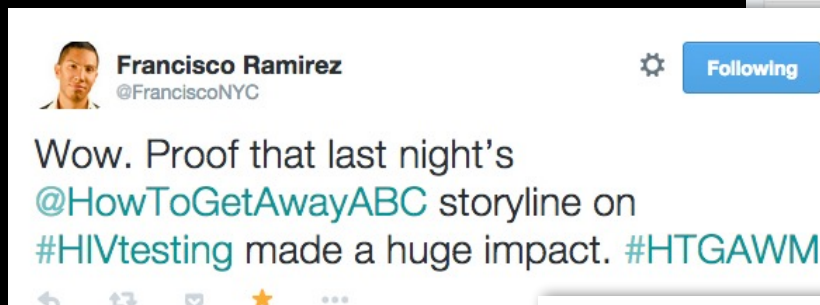 Francisco Ramirez
@FranciscoNYC
Following
Wow. Proof that last night's
@HowToGetAwayABC storyline on
#HIVtesting made a huge impact. #HTGAWM